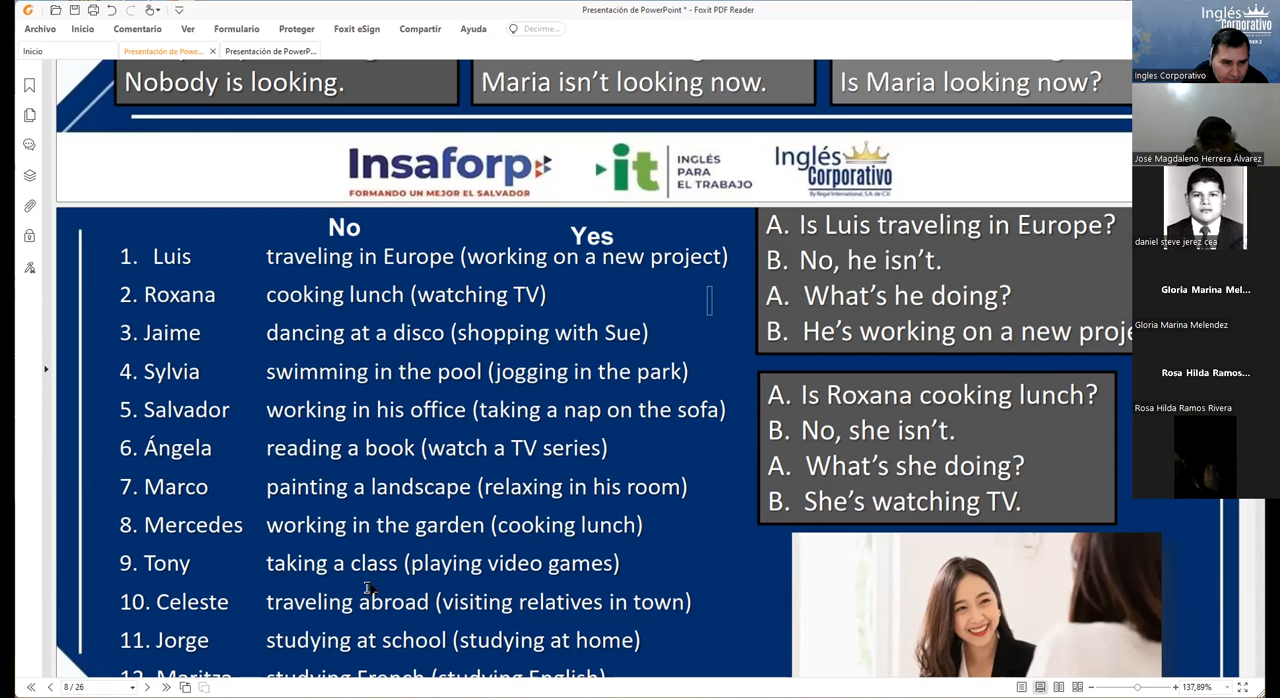 Presentación de PowerPoint * - Foxit PDF Reader
Archivo Inicio Comentario Ver Formulario Proteger Foxit eSign Compartir Ayuda Decirme...
Inicio Presentación de Powe... Presentación de PowerP...
Nobody is looking.
Maria isn't looking now.
Is Maria looking now?
Insaforp
FORMANDO UN MEJOR EL SALVADOR
it
INGLÉS
PARA
EL TRABAJO
Inglés
Corporativo
By Regal International, S.A. de C.V.
No
Yes
1. Luis traveling in Europe (working on a new project)
2. Roxana cooking lunch (watching TV)
3. Jaime dancing at a disco (shopping with Sue)
4. Sylvia swimming in the pool (jogging in the park)
5. Salvador working in his office (taking a nap on the sofa)
6. Ángela reading a book (watch a TV series)
7. Marco painting a landscape (relaxing in his room)
8. Mercedes working in the garden (cooking lunch)
9. Tony taking a class (playing video games)
10. Celeste traveling abroad (visiting relatives in town)
11. Jorge studying at school (studying at home)
12. Maritza studying French (studying English)
A. Is Luis traveling in Europe?
B. No, he isn't.
A. What's he doing?
B. He's working on a new proje
A. Is Roxana cooking lunch?
B. No, she isn't.
A. What's she doing?
B. She's watching TV.
Inglés
Corporativo
Ingles Corporativo
José Magdaleno Herrera Álvarez
daniel steve jerez cea
Gloria Marina Mel...
Gloria Marina Melendez
Rosa Hilda Ramos...
Rosa Hilda Ramos Rivera
8 / 26
137,89%